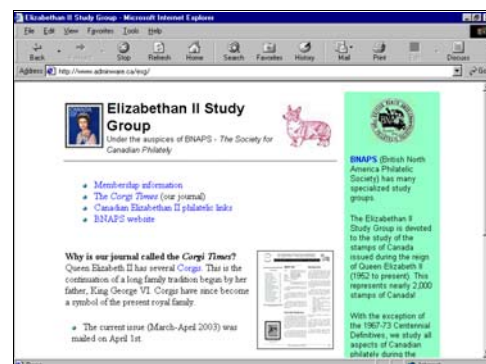 Elizabethan II Study Group - Microsoft Internet Explorer
File Edit View Favorites Tools Help
Back Stop Refresh Home Search Favorites History Mail Print Edit Discuss
Address http://www.adminware.ca/esg/
Elizabethan II Study
Group
Under the auspices of BNAPS - The Society for
Canadian Philately
Membership information
The Corgi Times (our journal)
Canadian Elizabethan II philatelic links
BNAPS website
Why is our journal called the Corgi Times?
Queen Elizabeth II has several Corgis. This is the
continuation of a long family tradition begun by her
father, King George VI. Corgis have since become
a symbol of the present royal family.
The current issue (March-April 2003) was
mailed on April 1st.
BNAPS (British North
America Philatelic
Society) has many
specialized study
groups.
The Elizabethan II
Study Group is devoted
to the study of the
stamps of Canada
issued during the reign
of Queen Elizabeth II
(1952 to present). This
represents nearly 2,000
stamps of Canada!
With the exception of
the 1967-73 Centennial
Definitives, we study all
aspects of Canadian
philately during the